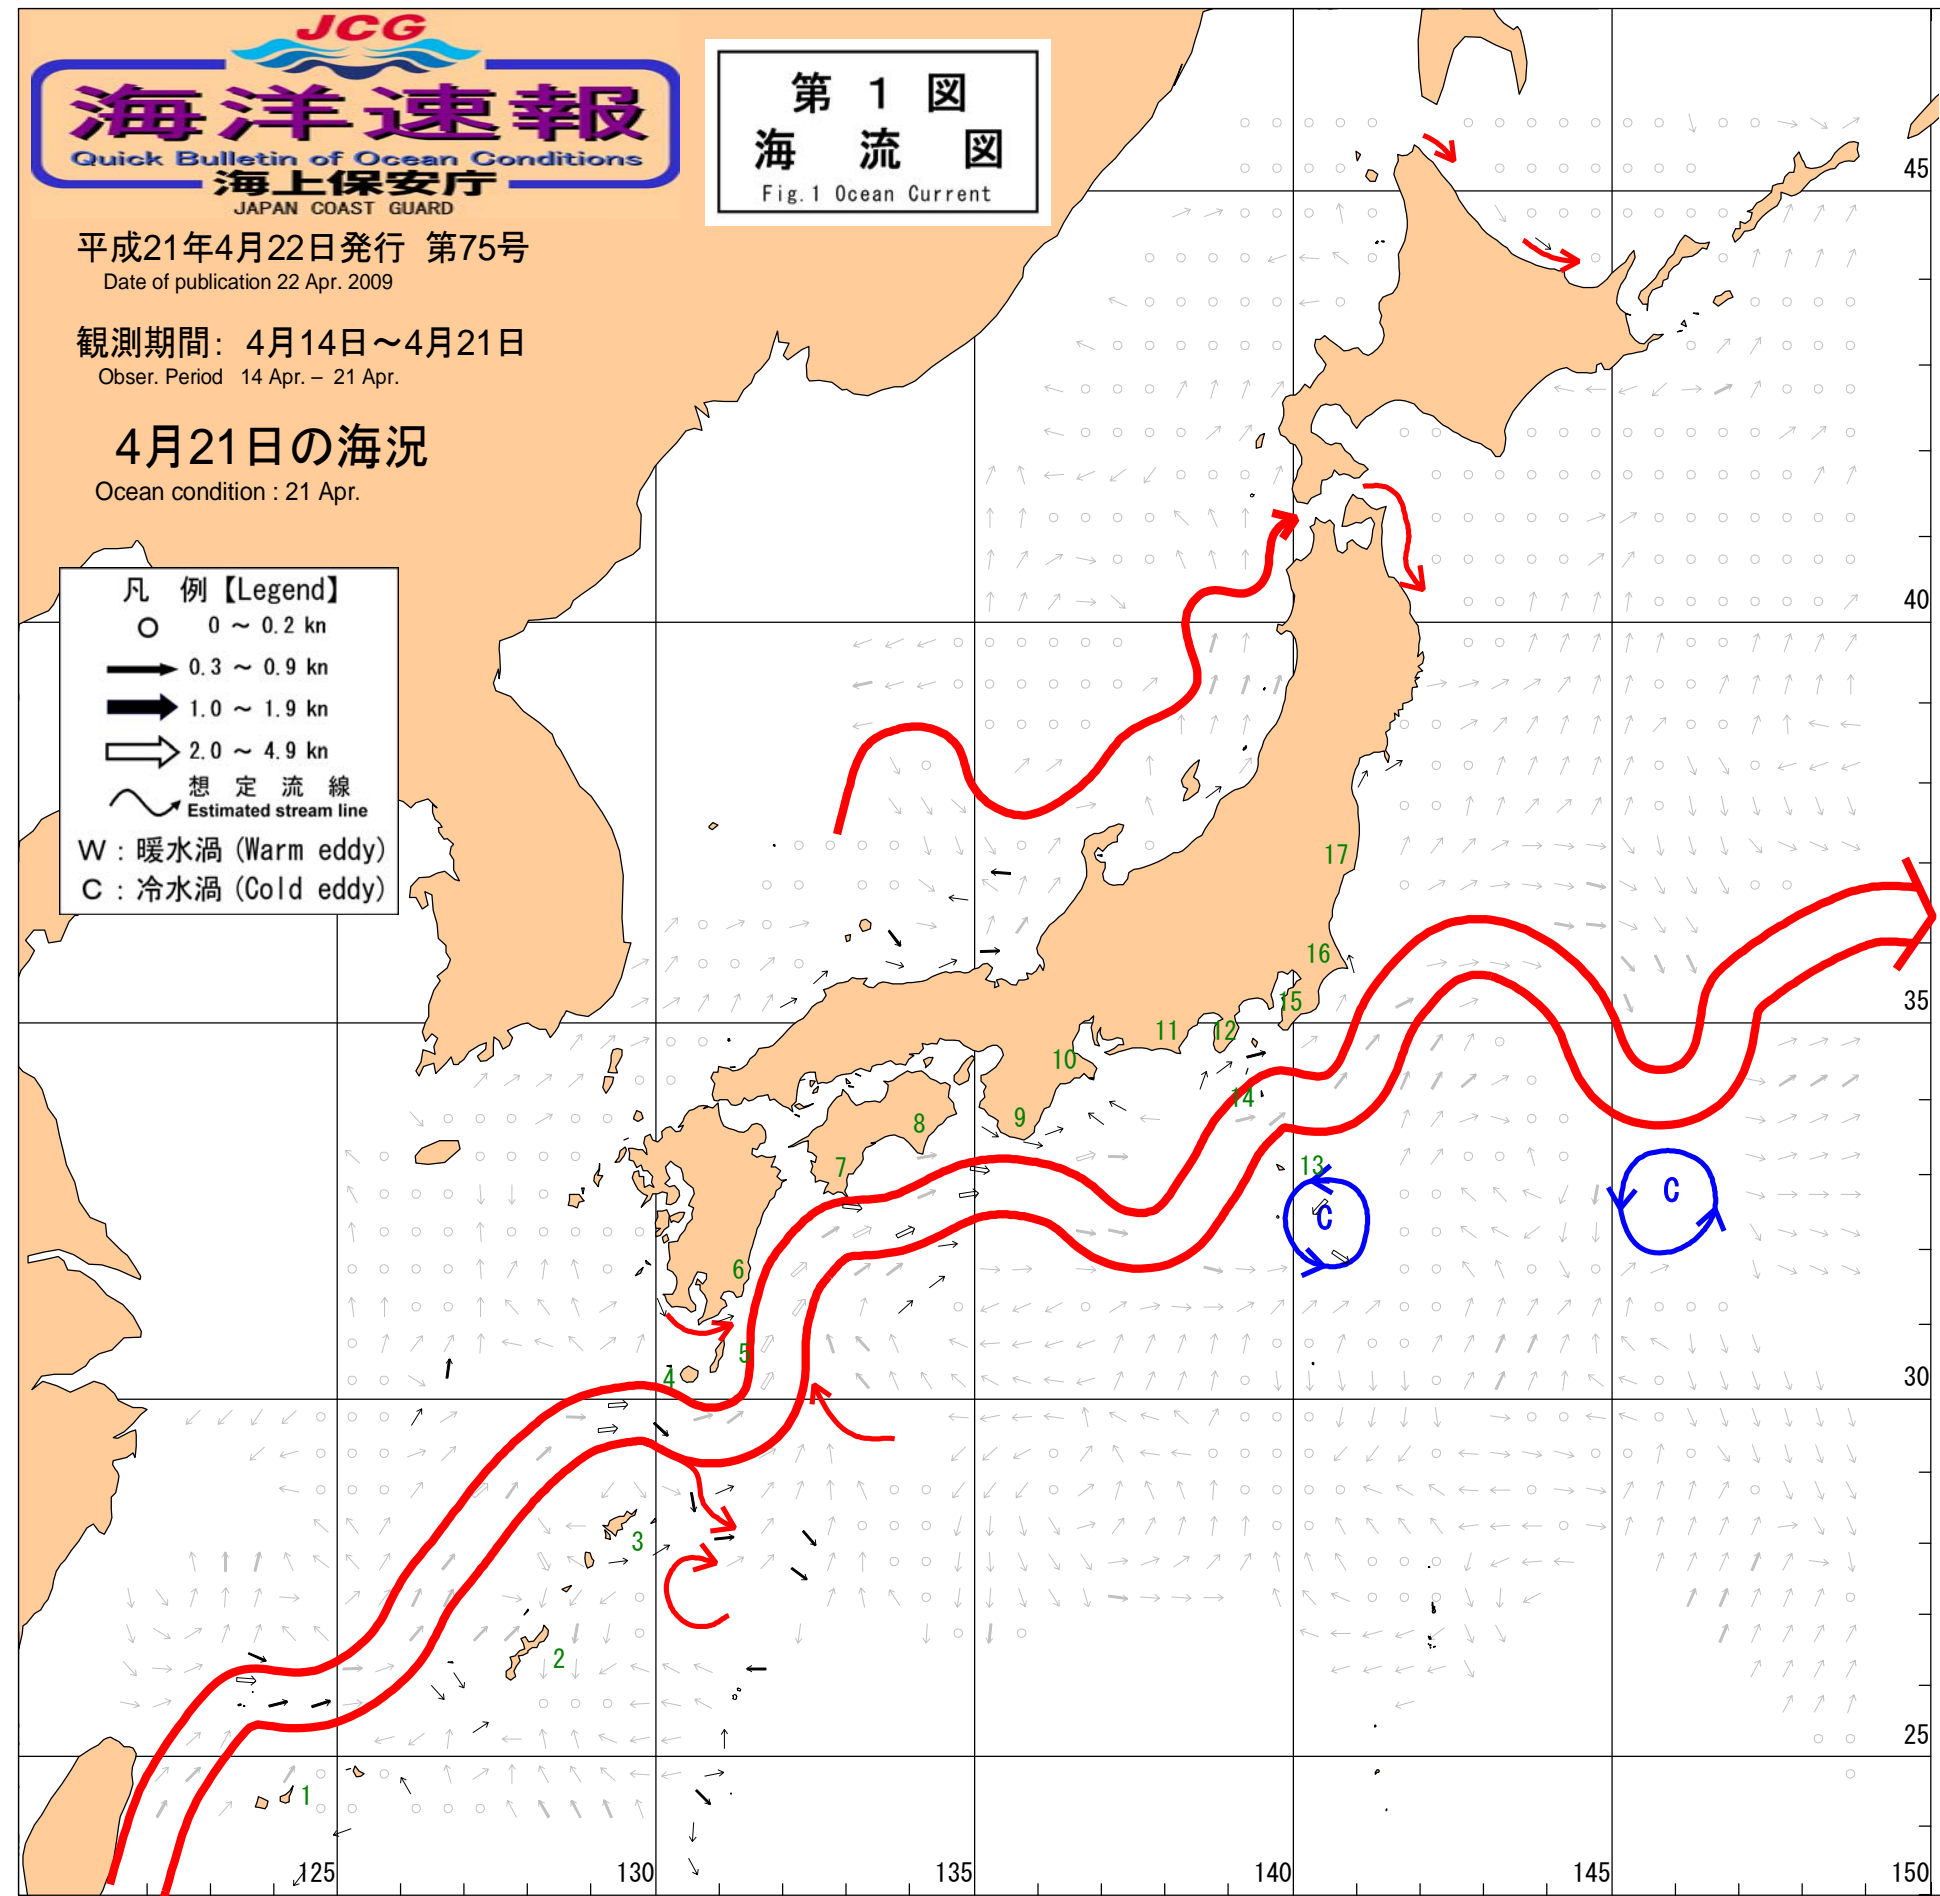 JCG
海洋速報
Quick Bulletin of Ocean Conditions
海上保安庁
JAPAN COAST GUARD
第 1 図
海 流 図
Fig.1 Ocean Current
平成21年4月22日発行 第75号
Date of publication 22 Apr. 2009
観測期間: 4月14日～4月21日
Obser. Period 14 Apr. – 21 Apr.
4月21日の海況
Ocean condition : 21 Apr.
凡 例【Legend】
0 ～ 0.2 kn
0.3 ～ 0.9 kn
1.0 ～ 1.9 kn
2.0 ～ 4.9 kn
想 定 流 線
Estimated stream line
W : 暖水渦 (Warm eddy)
C : 冷水渦 (Cold eddy)
45
40
17
16
15
35
11
12
10
14
9
8
7
13
C
C
6
5
4
30
3
2
25
1
125
130
135
140
145
150